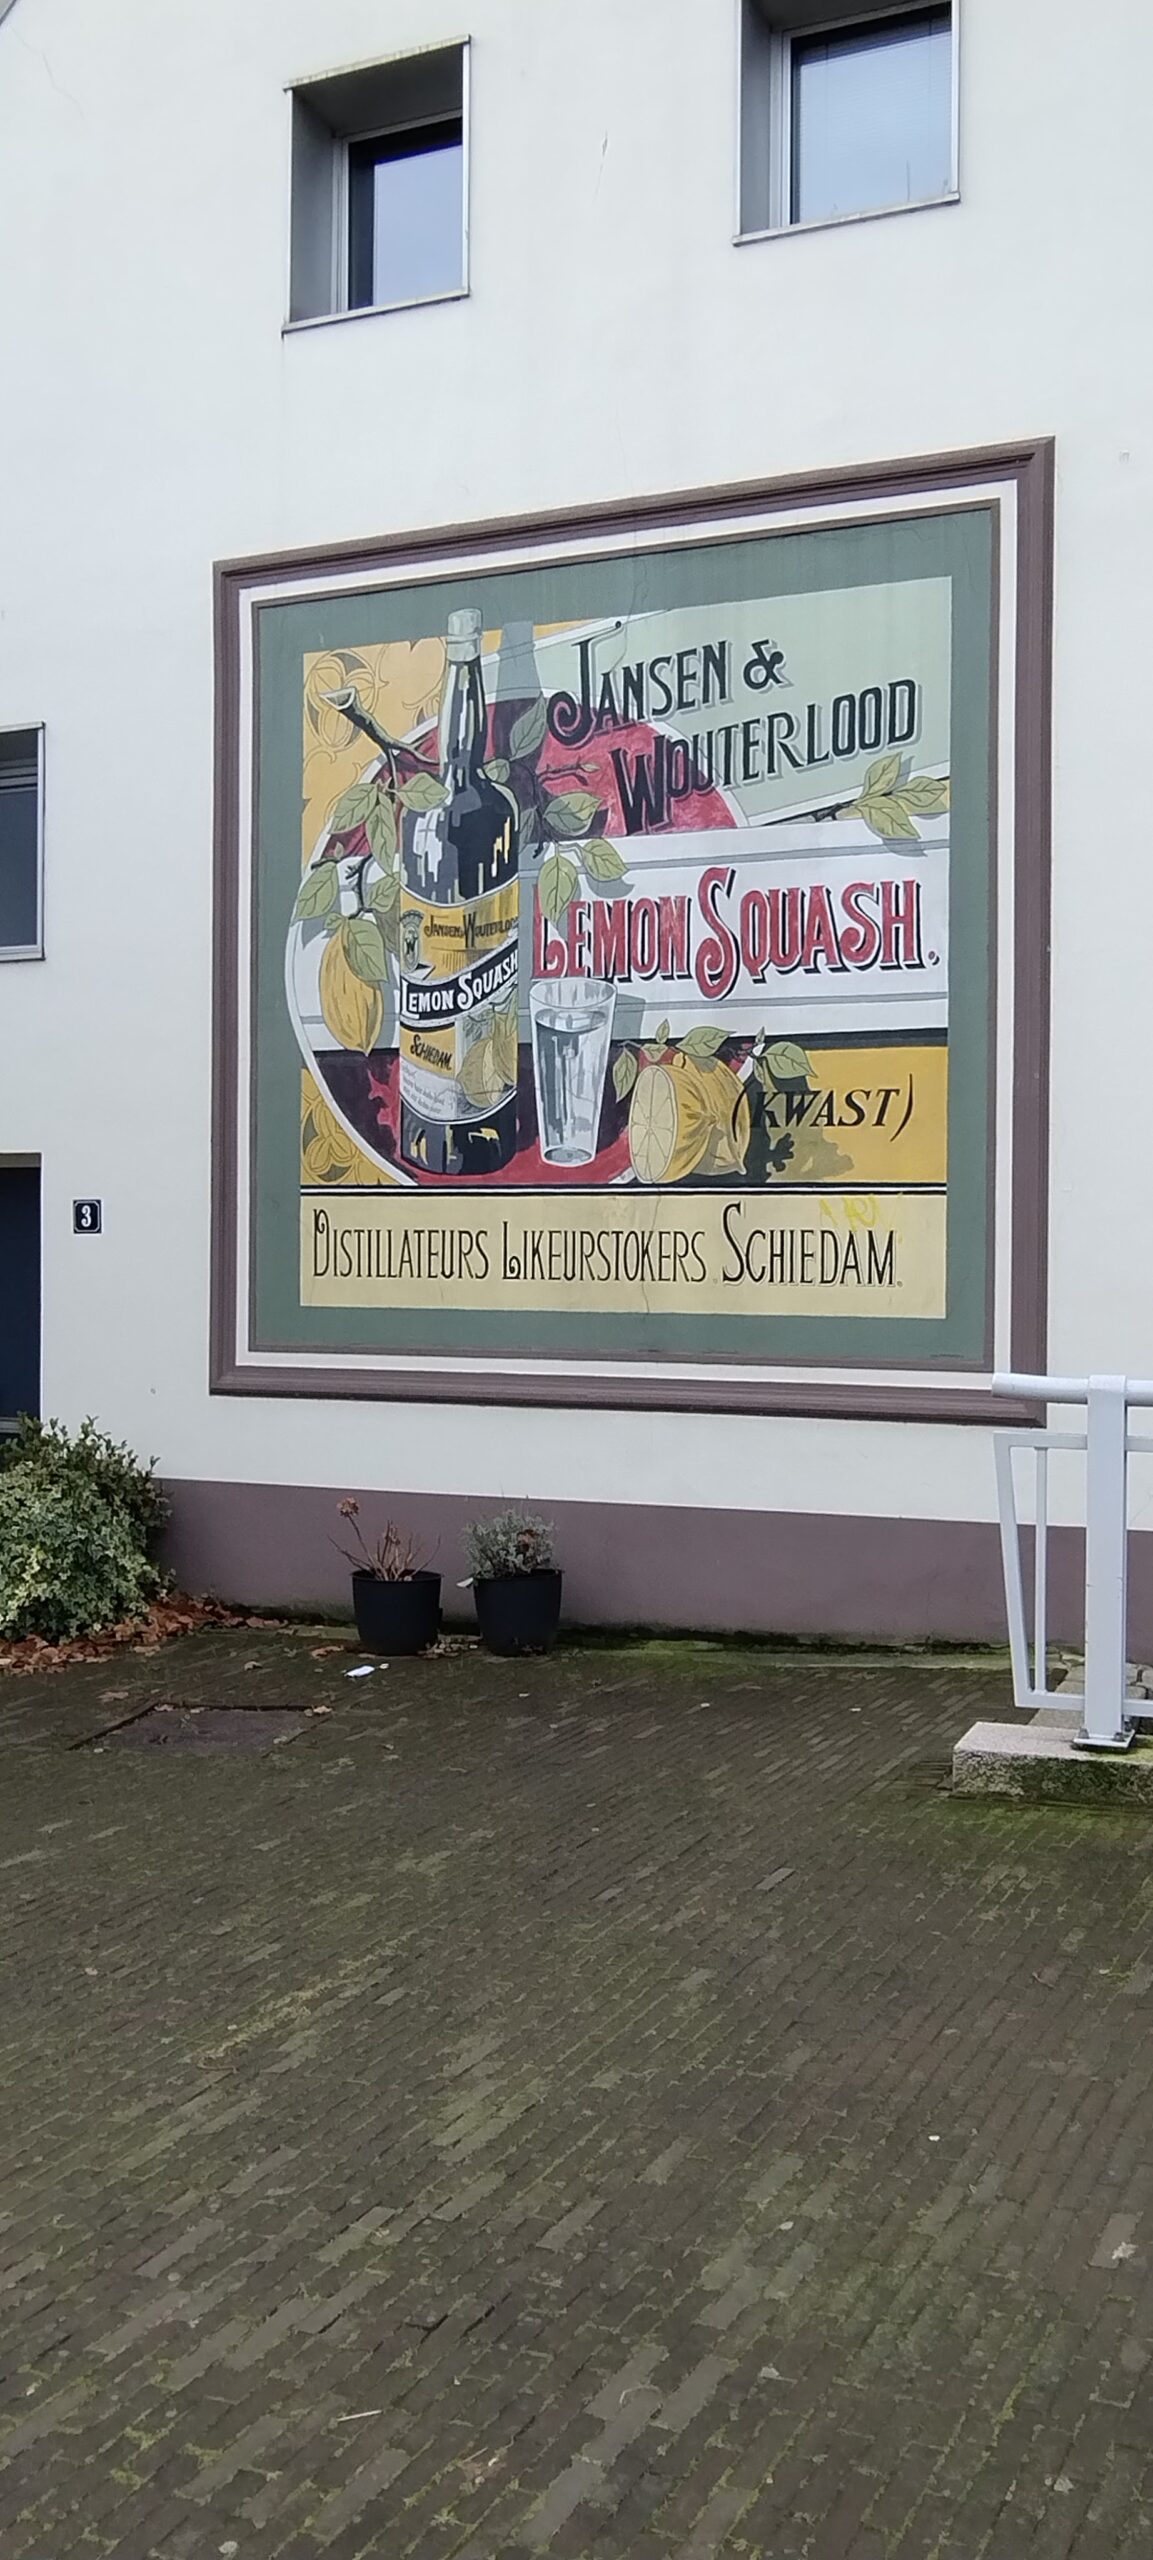 JANSEN &
WOUTERLOOD
LEMON SQUASH.
(KWAST)
JANSEN & WOUTERLOOD
LEMON SQUASH
SCHIEDAM
DISTILLATEURS LIKEURSTOKERS. SCHIEDAM.
3